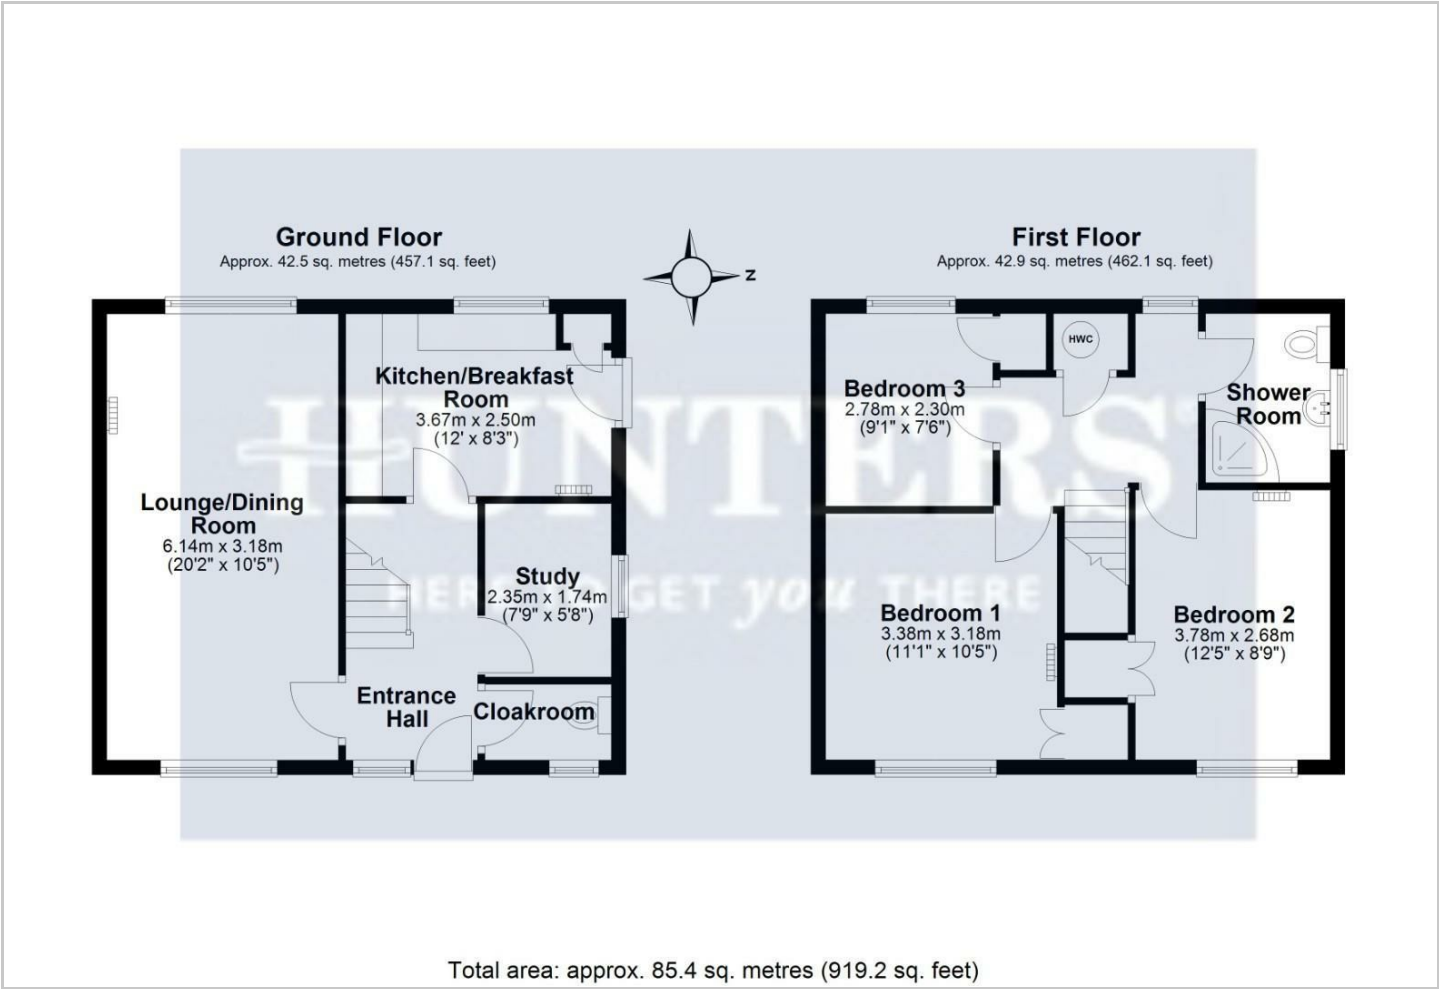 Ground Floor
Approx. 42.5 sq. metres (457.1 sq. feet)
First Floor
Approx. 42.9 sq. metres (462.1 sq. feet)
Z
Kitchen/Breakfast
Room
3.67m x 2.50m
(12' x 8'3")
Lounge/Dining
Room
6.14m x 3.18m
(20'2" x 10'5")
Study
2.35m x 1.74m
(7'9" x 5'8")
Entrance
Hall
Cloakroom
HWC
Bedroom 3
2.78m x 2.30m
(9'1" x 7'6")
Shower
Room
Bedroom 1
3.38m x 3.18m
(11'1" x 10'5")
Bedroom 2
3.78m x 2.68m
(12'5" x 8'9")
HUNTERS
HERE TO GET you THERE
Total area: approx. 85.4 sq. metres (919.2 sq. feet)